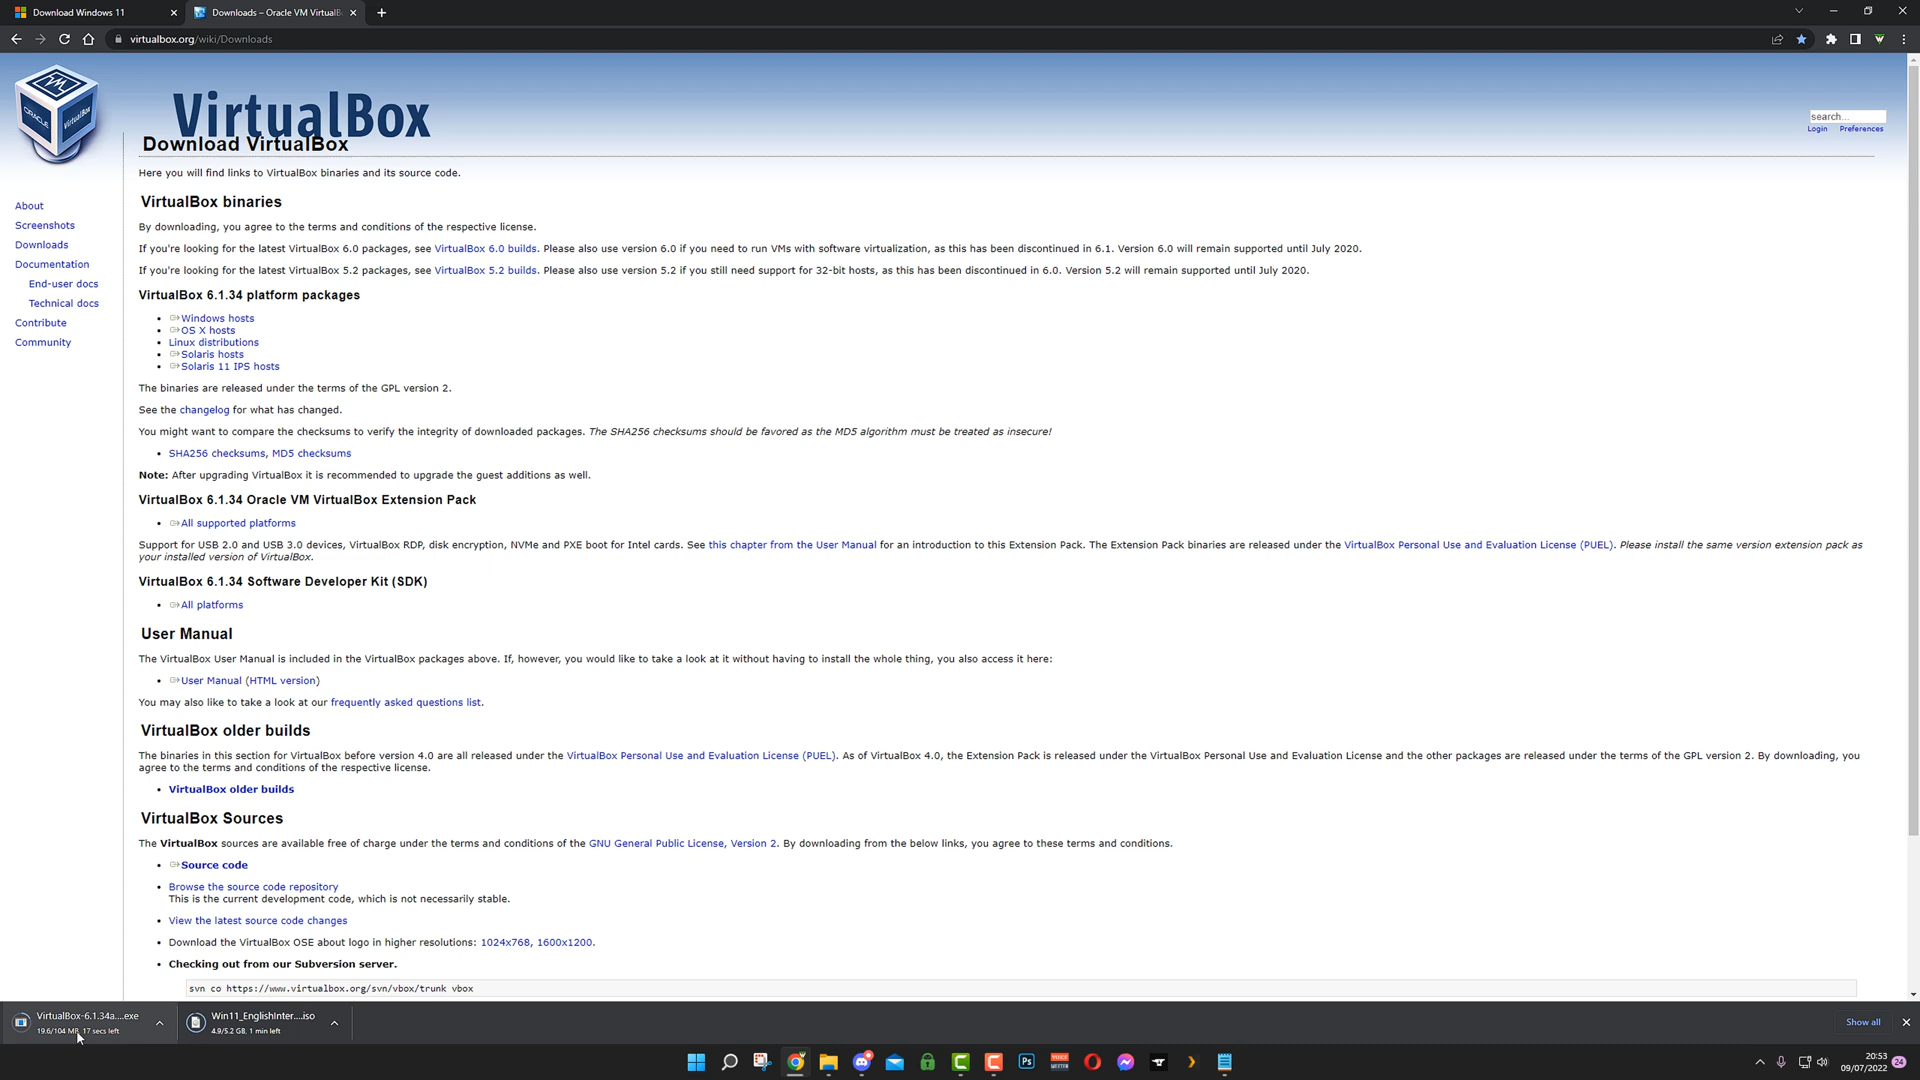 Download Windows 11
Downloads – Oracle VM VirtualB
virtualbox.org/wiki/Downloads
VirtualBox
search...
Login Preferences
Download VirtualBox
Here you will find links to VirtualBox binaries and its source code.
VirtualBox binaries
By downloading, you agree to the terms and conditions of the respective license.
If you're looking for the latest VirtualBox 6.0 packages, see VirtualBox 6.0 builds. Please also use version 6.0 if you need to run VMs with software virtualization, as this has been discontinued in 6.1. Version 6.0 will remain supported until July 2020.
If you're looking for the latest VirtualBox 5.2 packages, see VirtualBox 5.2 builds. Please also use version 5.2 if you still need support for 32-bit hosts, as this has been discontinued in 6.0. Version 5.2 will remain supported until July 2020.
VirtualBox 6.1.34 platform packages
Windows hosts
OS X hosts
Linux distributions
Solaris hosts
Solaris 11 IPS hosts
The binaries are released under the terms of the GPL version 2.
See the changelog for what has changed.
You might want to compare the checksums to verify the integrity of downloaded packages. The SHA256 checksums should be favored as the MD5 algorithm must be treated as insecure!
SHA256 checksums, MD5 checksums
Note: After upgrading VirtualBox it is recommended to upgrade the guest additions as well.
VirtualBox 6.1.34 Oracle VM VirtualBox Extension Pack
All supported platforms
Support for USB 2.0 and USB 3.0 devices, VirtualBox RDP, disk encryption, NVMe and PXE boot for Intel cards. See this chapter from the User Manual for an introduction to this Extension Pack. The Extension Pack binaries are released under the VirtualBox Personal Use and Evaluation License (PUEL). Please install the same version extension pack as
your installed version of VirtualBox.
VirtualBox 6.1.34 Software Developer Kit (SDK)
All platforms
User Manual
The VirtualBox User Manual is included in the VirtualBox packages above. If, however, you would like to take a look at it without having to install the whole thing, you also access it here:
User Manual (HTML version)
You may also like to take a look at our frequently asked questions list.
VirtualBox older builds
The binaries in this section for VirtualBox before version 4.0 are all released under the VirtualBox Personal Use and Evaluation License (PUEL). As of VirtualBox 4.0, the Extension Pack is released under the VirtualBox Personal Use and Evaluation License and the other packages are released under the terms of the GPL version 2. By downloading, you
agree to the terms and conditions of the respective license.
VirtualBox older builds
VirtualBox Sources
The VirtualBox sources are available free of charge under the terms and conditions of the GNU General Public License, Version 2. By downloading from the below links, you agree to these terms and conditions.
Source code
Browse the source code repository
This is the current development code, which is not necessarily stable.
View the latest source code changes
Download the VirtualBox OSE about logo in higher resolutions: 1024x768, 1600x1200.
Checking out from our Subversion server.
svn co https://www.virtualbox.org/svn/vbox/trunk vbox
About
Screenshots
Downloads
Documentation
End-user docs
Technical docs
Contribute
Community
ORACLE
VirtualBox
VirtualBox-6.1.34a....exe
19.6/104 MB, 17 secs left
Win11_EnglishInter....iso
4.9/5.2 GB, 1 min left
Show all
Ps
20:53
09/07/2022
24